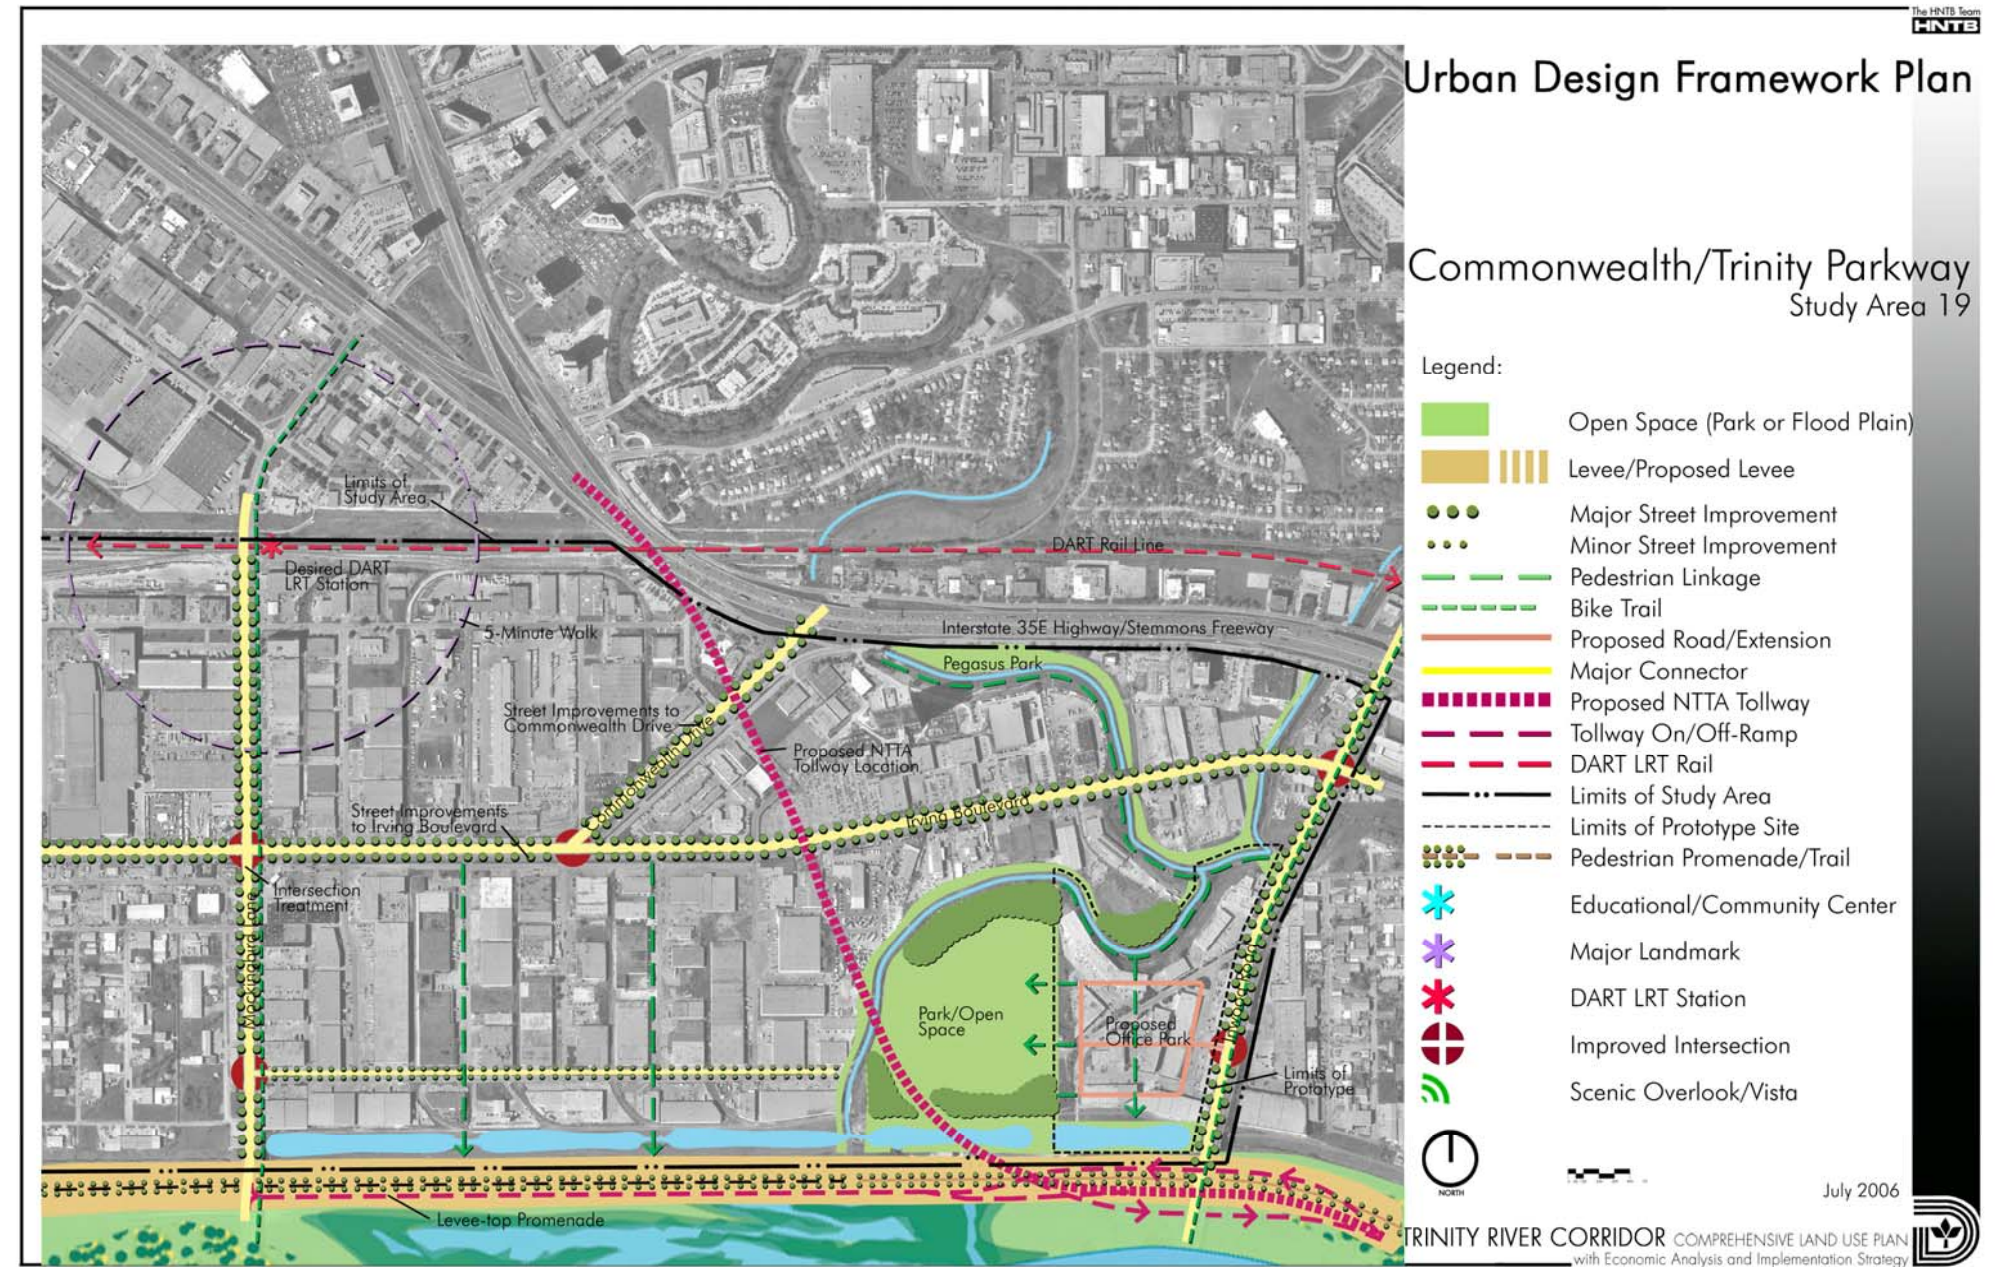 The HNTB Team
HNTB
Urban Design Framework Plan
Commonwealth/Trinity Parkway
Study Area 19
Legend:
Open Space (Park or Flood Plain)
Levee/Proposed Levee
Major Street Improvement
Minor Street Improvement
Pedestrian Linkage
Bike Trail
Proposed Road/Extension
Major Connector
Proposed NTTA Tollway
Tollway On/Off-Ramp
DART LRT Rail
Limits of Study Area
Limits of Prototype Site
Pedestrian Promenade/Trail
Educational/Community Center
Major Landmark
DART LRT Station
Improved Intersection
Scenic Overlook/Vista
NORTH
July 2006
TRINITY RIVER CORRIDOR COMPREHENSIVE LAND USE PLAN
with Economic Analysis and Implementation Strategy
Limits of
Study Area
Desired DART
LRT Station
5-Minute Walk
DART Rail Line
Interstate 35E Highway/Stemmons Freeway
Pegasus Park
Street Improvements to
Commonwealth Drive
Commonwealth Drive
Proposed NTTA
Tollway Location
Street Improvements
to Irving Boulevard
Irving Boulevard
Intersection
Treatment
Mockingbird Lane
Park/Open
Space
Proposed
Office Park
Inwood Road
Limits of
Prototype
Levee-top Promenade